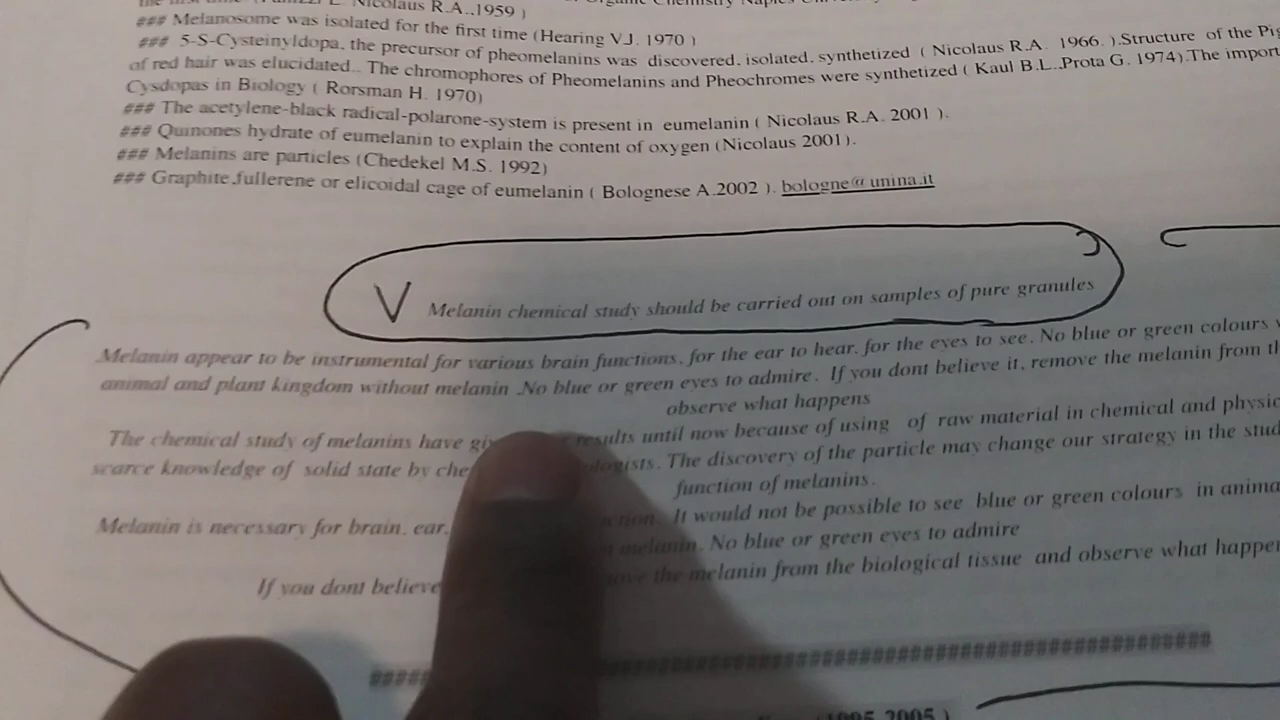 Nicolaus R.A.,1959 )
### Melanosome was isolated for the first time (Hearing V.J. 1970 )
### 5-S-Cysteinyldopa, the precursor of pheomelanins was discovered, isolated, synthetized ( Nicolaus R.A. 1966. ).Structure of the
of red hair was elucidated.. The chromophores of Pheomelanins and Pheochromes were synthetized ( Kaul B.L.,Prota G. 1974).The
Cysdopas in Biology ( Rorsman H. 1970)
### The acetylene-black radical-polarone-system is present in eumelanin ( Nicolaus R.A. 2001 ).
### Quinones hydrate of eumelanin to explain the content of oxygen (Nicolaus 2001).
### Melanins are particles (Chedekel M.S. 1992)
### Graphite,fullerene or elicoidal cage of eumelanin ( Bolognese A.2002 ). bologne@unina.it
V Melanin chemical study should be carried out on samples of pure granules
Melanin appear to be instrumental for various brain functions, for the ear to hear, for the eyes to see. No blue or green colours
animal and plant kingdom without melanin .No blue or green eyes to admire. If you dont believe it, remove the melanin from
observe what happens
The chemical study of melanins have results until now because of using of raw material in chemical and
scarce knowledge of solid state by The discovery of the particle may change our strategy in the
function of melanins.
Melanin is necessary for brain, ear, It would not be possible to see blue or green colours in
melanin. No blue or green eyes to admire
If you dont believe the melanin from the biological tissue and observe what